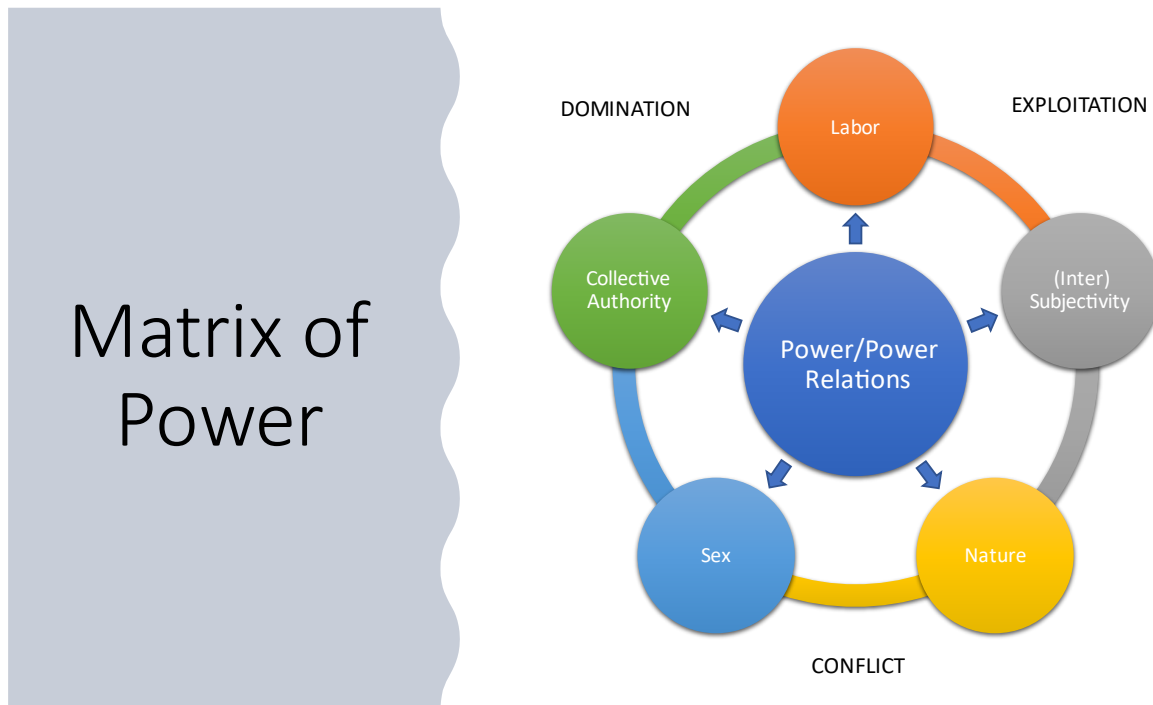 Matrix of
Power
DOMINATION
EXPLOITATION
Labor
Collective
Authority
(Inter)
Subjectivity
Power/Power
Relations
Sex
Nature
CONFLICT